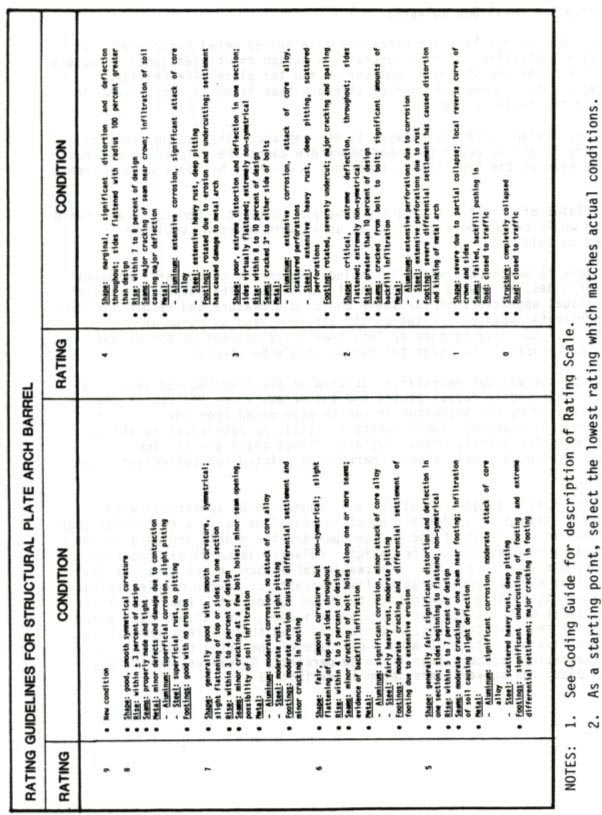 RATING GUIDELINES FOR STRUCTURAL PLATE ARCH BARREL
RATING
CONDITION
9
• New condition
8
• Shape: good, smooth symmetrical curvature
• Rise: within ± 3 percent of design
• Seams: properly made and tight
• Metal: minor defects and damage due to construction
- Aluminum: superficial corrosion, slight pitting
- Steel: superficial rust, no pitting
• Footings: good with no erosion
7
• Shape: generally good with smooth curvature, symmetrical;
slight flattening of top or sides in one section
• Rise: within 3 to 4 percent of design
• Seams: minor cracking at a few bolt holes; minor seam opening,
possibility of soil infiltration
• Metal:
- Aluminum: moderate corrosion, no attack of core alloy
- Steel: moderate rust, slight pitting
• Footings: moderate erosion causing differential settlement and
minor cracking in footing
6
• Shape: fair, smooth curvature but non-symetrical; slight
flattening of top and sides throughout
• Rise: within 4 to 5 percent of design
• Seams: minor cracking of bolt holes along one or more seams;
evidence of backfill infiltration
• Metal:
- Aluminum: significant corrosion, minor attack of core alloy
- Steel: fairly heavy rust, moderate pitting
• Footings: moderate cracking and differential settlement of
footing due to extensive erosion
5
• Shape: generally fair, significant distortion and deflection in
one section; sides beginning to flatten; non-symmetrical
• Rise: within 5 to 7 percent of design
• Seams: moderate cracking of one seam near footing; infiltration
of soil causing slight deflection
• Metal:
- Aluminum: significant corrosion, moderate attack of core
alloy
- Steel: scattered heavy rust, deep pitting
• Footings: significant undercutting of footing and extreme
differential settlement; major cracking in footing
RATING
CONDITION
4
• Shape: marginal, significant distortion and deflection
throughout; sides flattened with radius 100 percent greater
than design
• Rise: within 7 to 8 percent of design
• Seams: major cracking of seam near crown; infiltration of soil
causing major deflection
• Metal:
- Aluminum: extensive corrosion, significant attack of core
alloy
- Steel: extensive heavy rust, deep pitting
• Footings: rotated due to erosion and undercutting; settlement
has caused damage to metal arch
3
• Shape: poor, extreme distortion and deflection in one section;
sides virtually flattened; extremely non-symmetrical
• Rise: within 8 to 10 percent of design
• Seams: cracked 3" to either side of bolts
• Metal:
- Aluminum: extensive corrosion, attack of core alloy,
scattered perforations
- Steel: extensive heavy rust, deep pitting, scattered
perforations
• Footing: rotated, severely undercut; major cracking and spalling
2
• Shape: critical, extreme deflection, throughout; sides
flattened; extremely non-symmetrical
• Rise: greater than 10 percent of design
• Seams: cracked from bolt to bolt; significant amounts of
backfill infiltration
• Metal:
- Aluminum: extensive perforations due to corrosion
- Steel: extensive perforations due to rust
• Footing: severe differential settlement has caused distortion
and kinking of metal arch
1
• Shape: severe due to partial collapse; local reverse curve of
crown and sides
• Seams: failed, backfill pushing in
• Road: closed to traffic
0
• Structure: completely collapsed
• Road: closed to traffic
NOTES: 1. See Coding Guide for description of Rating Scale.
2. As a starting point, select the lowest rating which matches actual conditions.